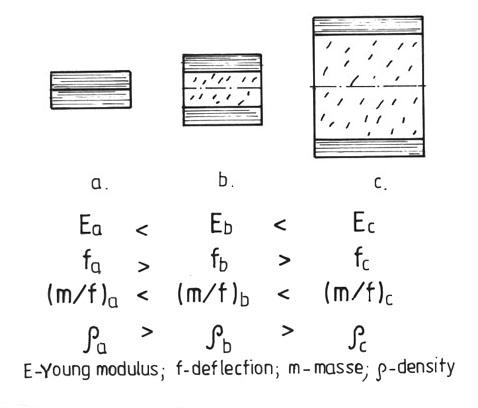 a. b. c.
Ea < Eb < Ec
fa > fb > fc
(m/f)a < (m/f)b < (m/f)c
ρa > ρb > ρc
E-Young modulus; f-deflection; m-masse; ρ-density